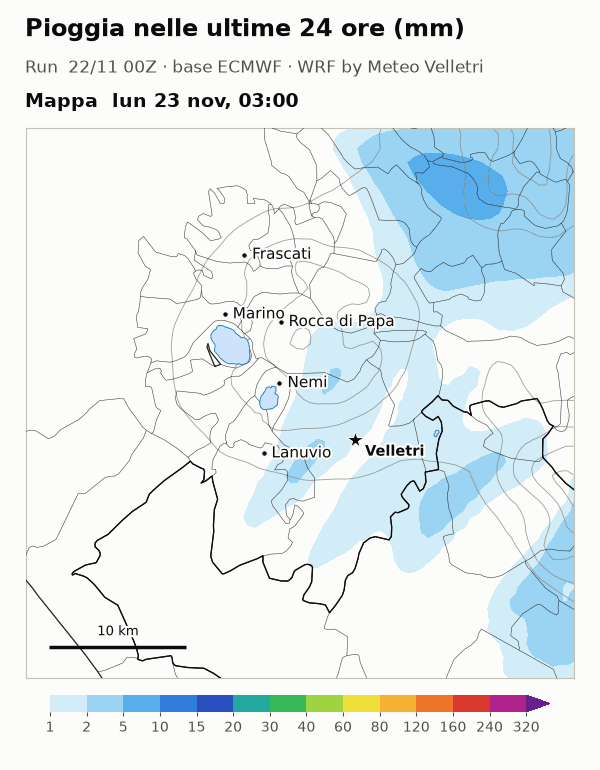 Pioggia nelle ultime 24 ore (mm)
Run  22/11 00Z · base ECMWF · WRF by Meteo Velletri
Mappa  lun 23 nov, 03:00
Frascati
Marino
Rocca di Papa
Nemi
Velletri
Lanuvio
10 km
1 2 5 10 15 20 30 40 60 80 120 160 240 320